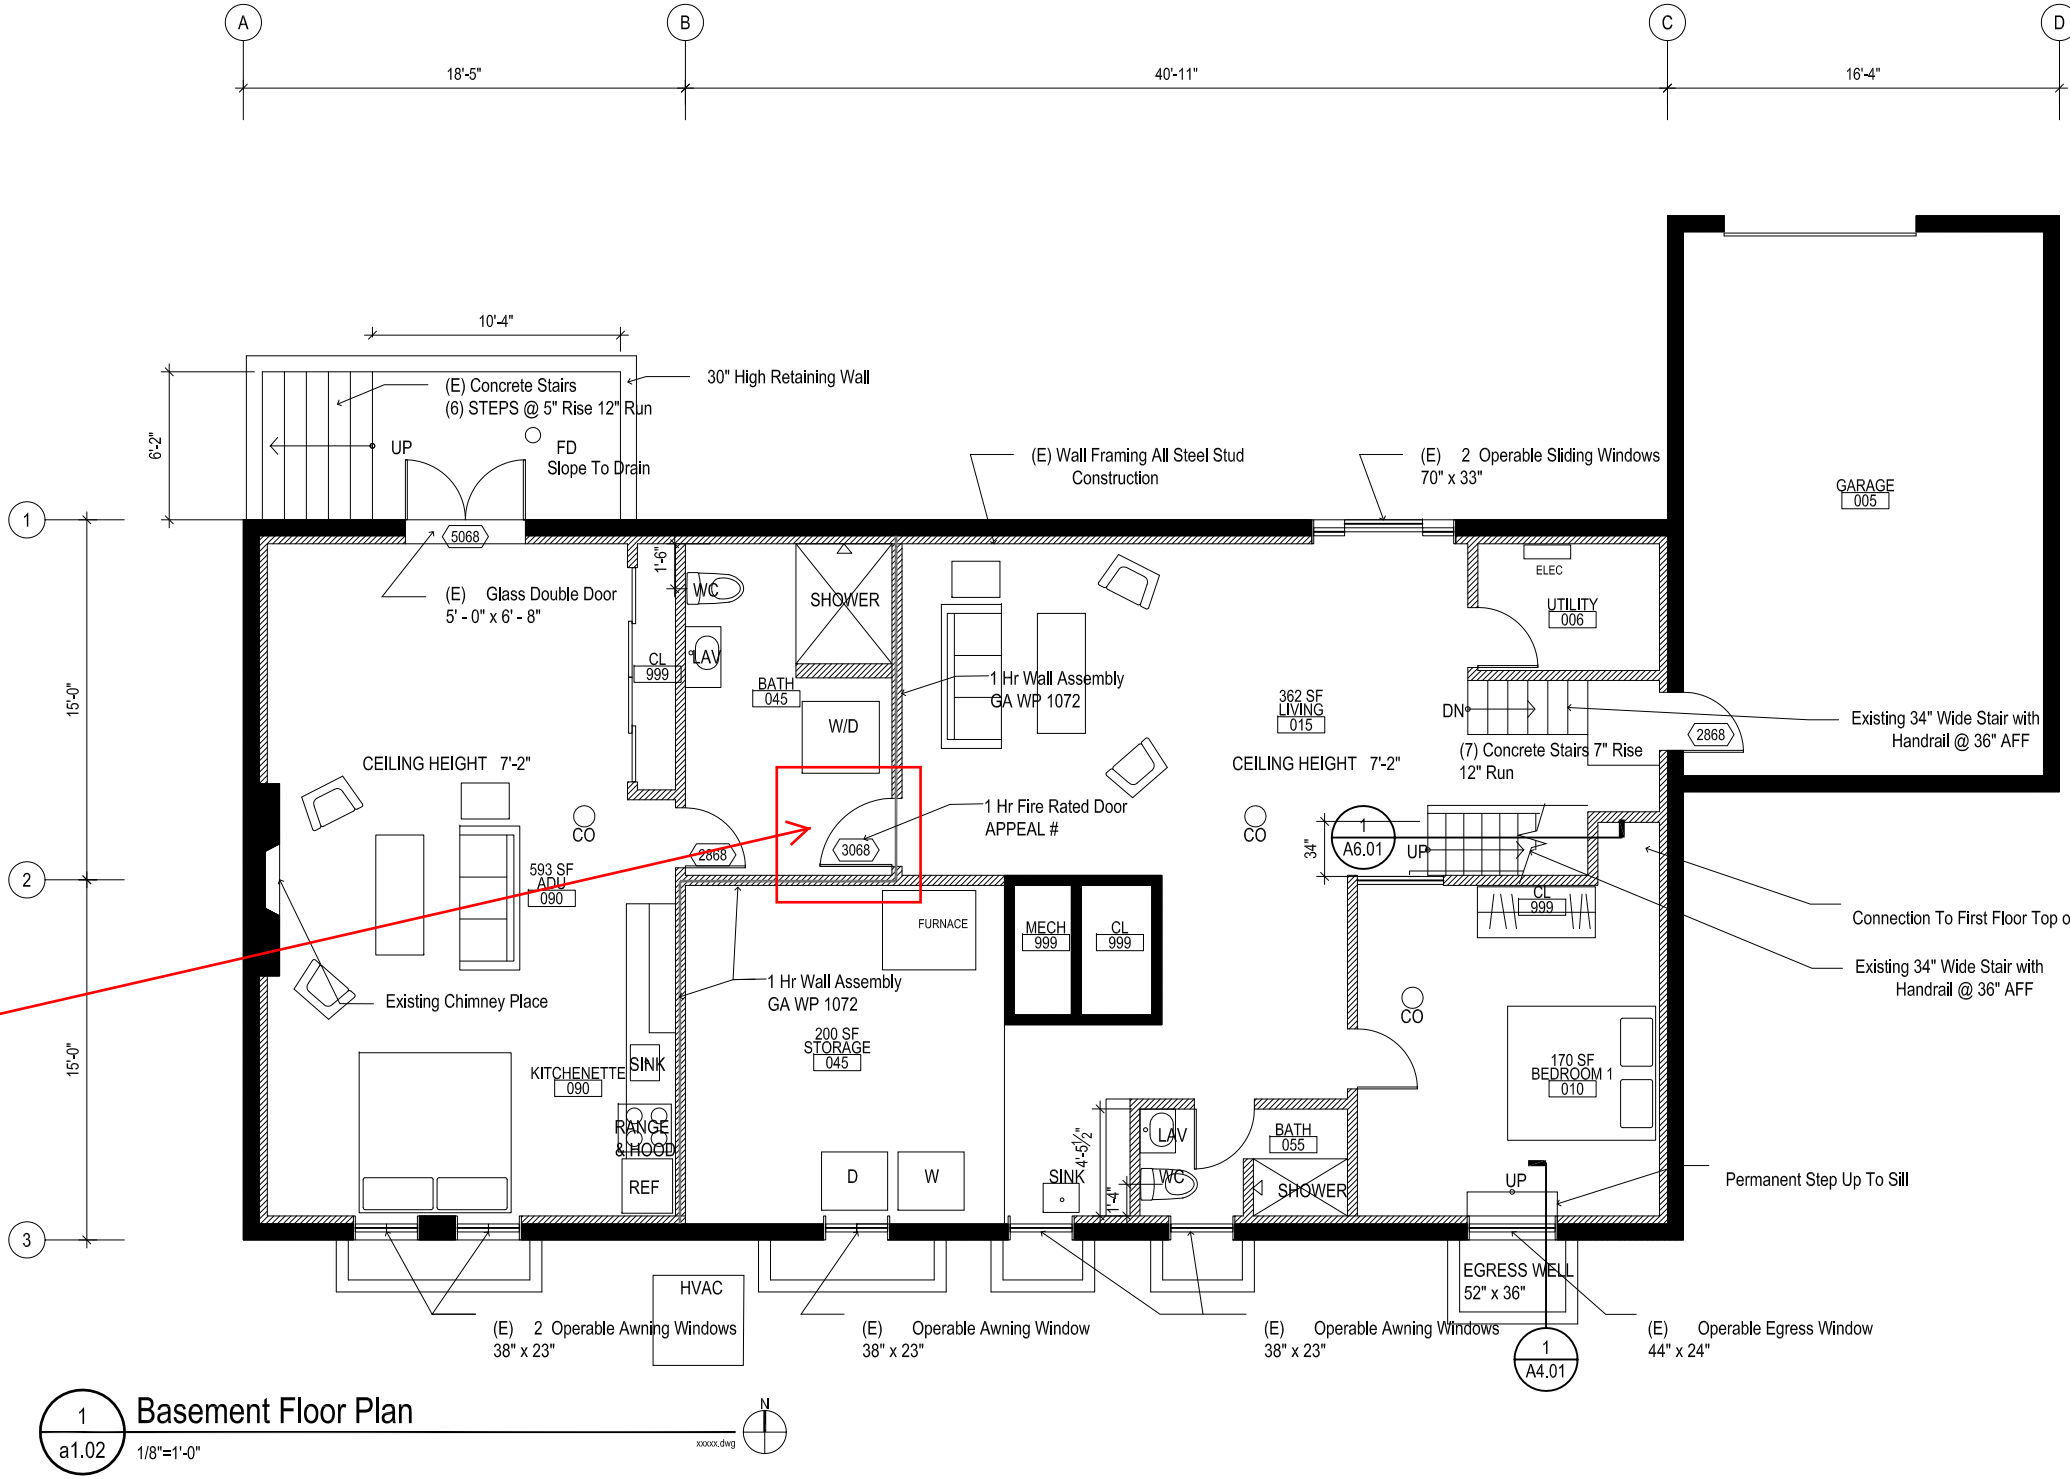 A
B
C
D
18'-5"
40'-11"
16'-4"
10'-4"
(E) Concrete Stairs
(6) STEPS @ 5" Rise 12" Run
30" High Retaining Wall
6'-2"
UP
FD
Slope To Drain
(E) Wall Framing All Steel Stud
Construction
(E) 2 Operable Sliding Windows
70" x 33"
GARAGE
005
1
5068
1'-6"
ELEC
(E) Glass Double Door
5' - 0" x 6' - 8"
WC
SHOWER
UTILITY
006
CL
999
LAV
BATH
045
1 Hr Wall Assembly
GA WP 1072
362 SF
LIVING
015
15'-0"
W/D
DN
Existing 34" Wide Stair with
Handrail @ 36" AFF
2868
(7) Concrete Stairs 7" Rise
12" Run
CEILING HEIGHT 7'-2"
CEILING HEIGHT 7'-2"
1 Hr Fire Rated Door
APPEAL #
CO
CO
2868
3068
34"
1
A6.01
UP
2
593 SF
ADU
090
FURNACE
MECH
999
CL
999
CL
999
Connection To First Floor Top o
Existing 34" Wide Stair with
Handrail @ 36" AFF
Existing Chimney Place
1 Hr Wall Assembly
GA WP 1072
CO
15'-0"
200 SF
STORAGE
045
KITCHENETTE
090
SINK
170 SF
BEDROOM 1
010
RANGE
& HOOD
REF
D
W
4'-5½"
1'-4"
SINK
LAV
WC
BATH
055
SHOWER
UP
Permanent Step Up To Sill
3
HVAC
EGRESS WELL
52" x 36"
(E) 2 Operable Awning Windows
38" x 23"
(E) Operable Awning Window
38" x 23"
(E) Operable Awning Windows
38" x 23"
1
A4.01
(E) Operable Egress Window
44" x 24"
1
a1.02
Basement Floor Plan
1/8"=1'-0"
xxxxx.dwg
N